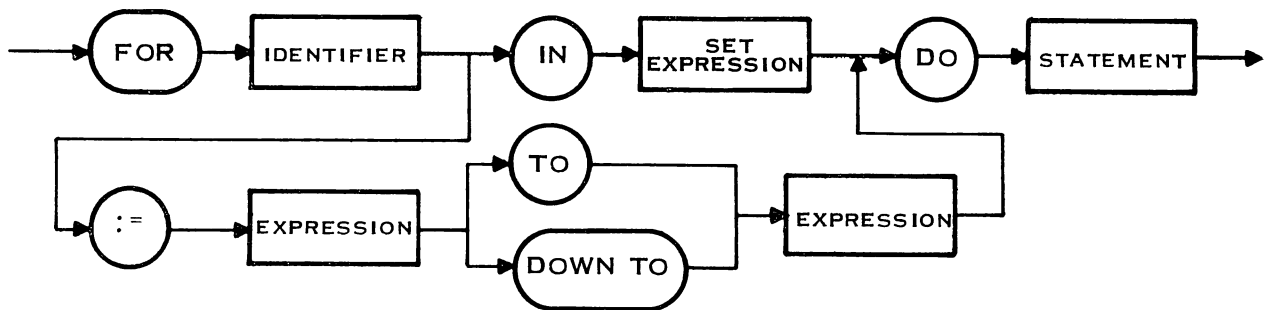 FOR
IDENTIFIER
IN
SET
EXPRESSION
DO
STATEMENT
:=
EXPRESSION
TO
DOWN TO
EXPRESSION